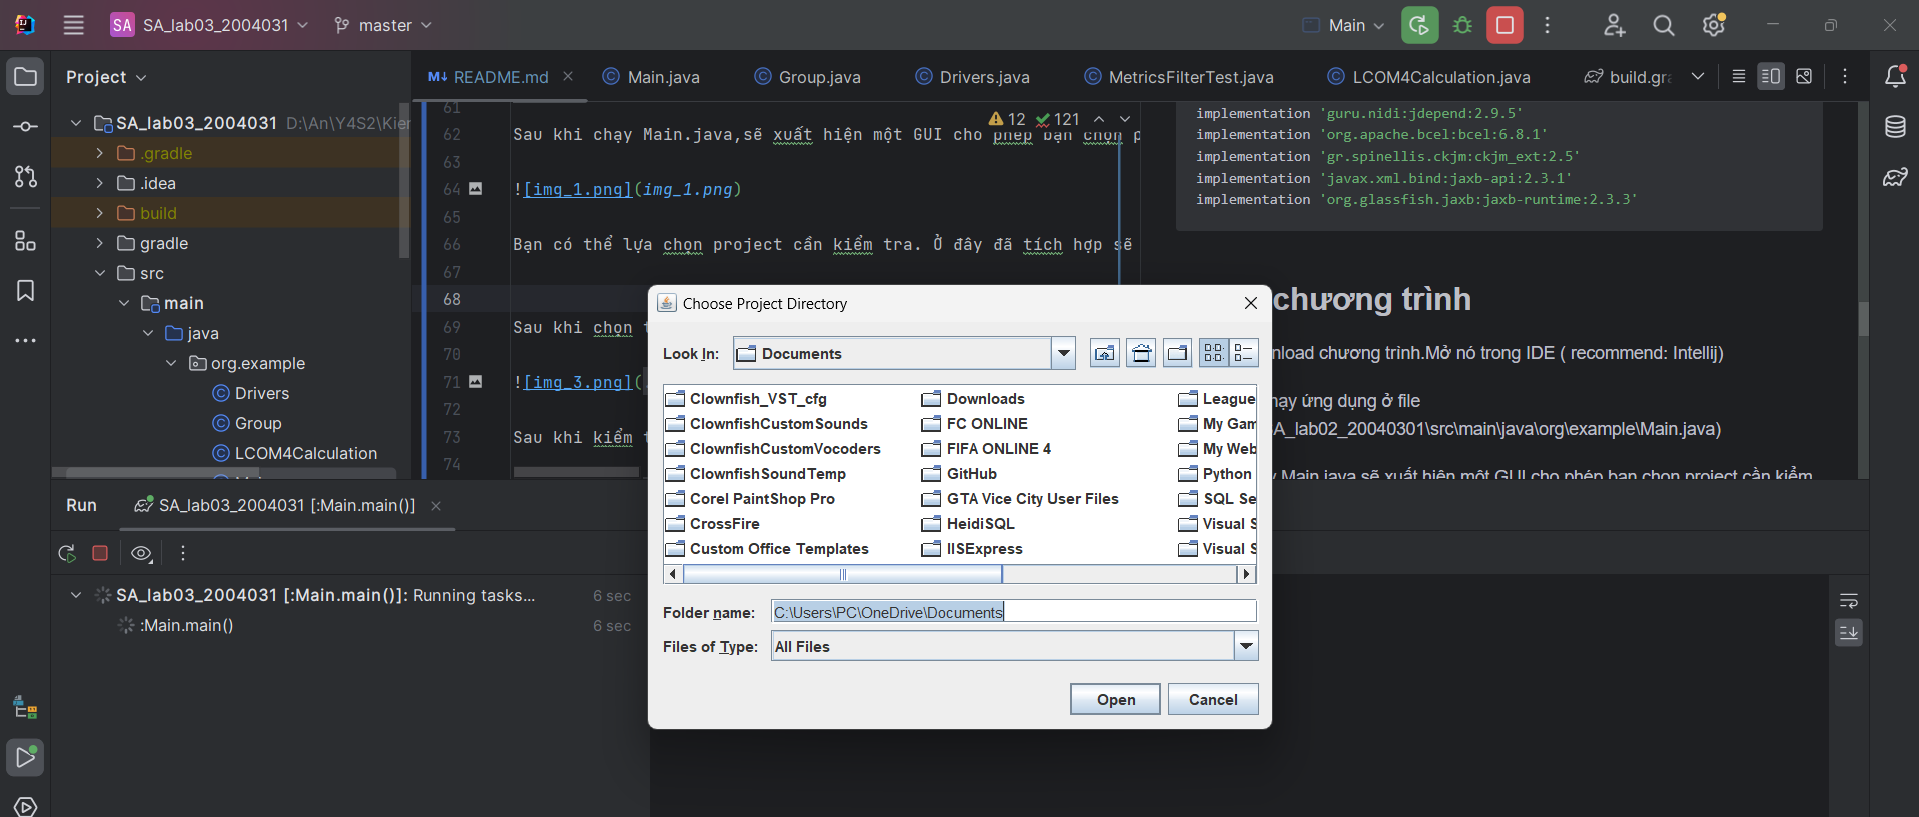 SA SA_lab03_2004031 master Main
Project
README.md Main.java Group.java Drivers.java MetricsFilterTest.java LCOM4Calculation.java build.gra
SA_lab03_2004031 D:\An\Y4S2\Kier
.gradle
.idea
build
gradle
src
main
java
org.example
Drivers
Group
LCOM4Calculation
12 121
61
62 Sau khi chạy Main.java,sẽ xuất hiện một GUI cho phép bạn chọn p
63
64 ![img_1.png](img_1.png)
65
66 Bạn có thể lựa chọn project cần kiểm tra. Ở đây đã tích hợp sẽ
67
68
69 Sau khi chọn t
70
71 ![img_3.png](
72
73 Sau khi kiểm t
74
implementation 'guru.nidi:jdepend:2.9.5'
implementation 'org.apache.bcel:bcel:6.8.1'
implementation 'gr.spinellis.ckjm:ckjm_ext:2.5'
implementation 'javax.xml.bind:jaxb-api:2.3.1'
implementation 'org.glassfish.jaxb:jaxb-runtime:2.3.3'
chương trình
nload chương trình.Mở nó trong IDE ( recommend: Intellij)
hạy ứng dụng ở file
SA_lab02_20040301\src\main\java\org\example\Main.java)
Main.java sẽ xuất hiện một GUI cho phép bạn chọn project cần kiểm
Choose Project Directory
Look In: Documents
Clownfish_VST_cfg
ClownfishCustomSounds
ClownfishCustomVocoders
ClownfishSoundTemp
Corel PaintShop Pro
CrossFire
Custom Office Templates
Downloads
FC ONLINE
FIFA ONLINE 4
GitHub
GTA Vice City User Files
HeidiSQL
IISExpress
League
My Gam
My Web
Python
SQL Se
Visual S
Visual S
Folder name: C:\Users\PC\OneDrive\Documents
Files of Type: All Files
Open Cancel
Run SA_lab03_2004031 [:Main.main()]
SA_lab03_2004031 [:Main.main()]: Running tasks... 6 sec
:Main.main() 6 sec